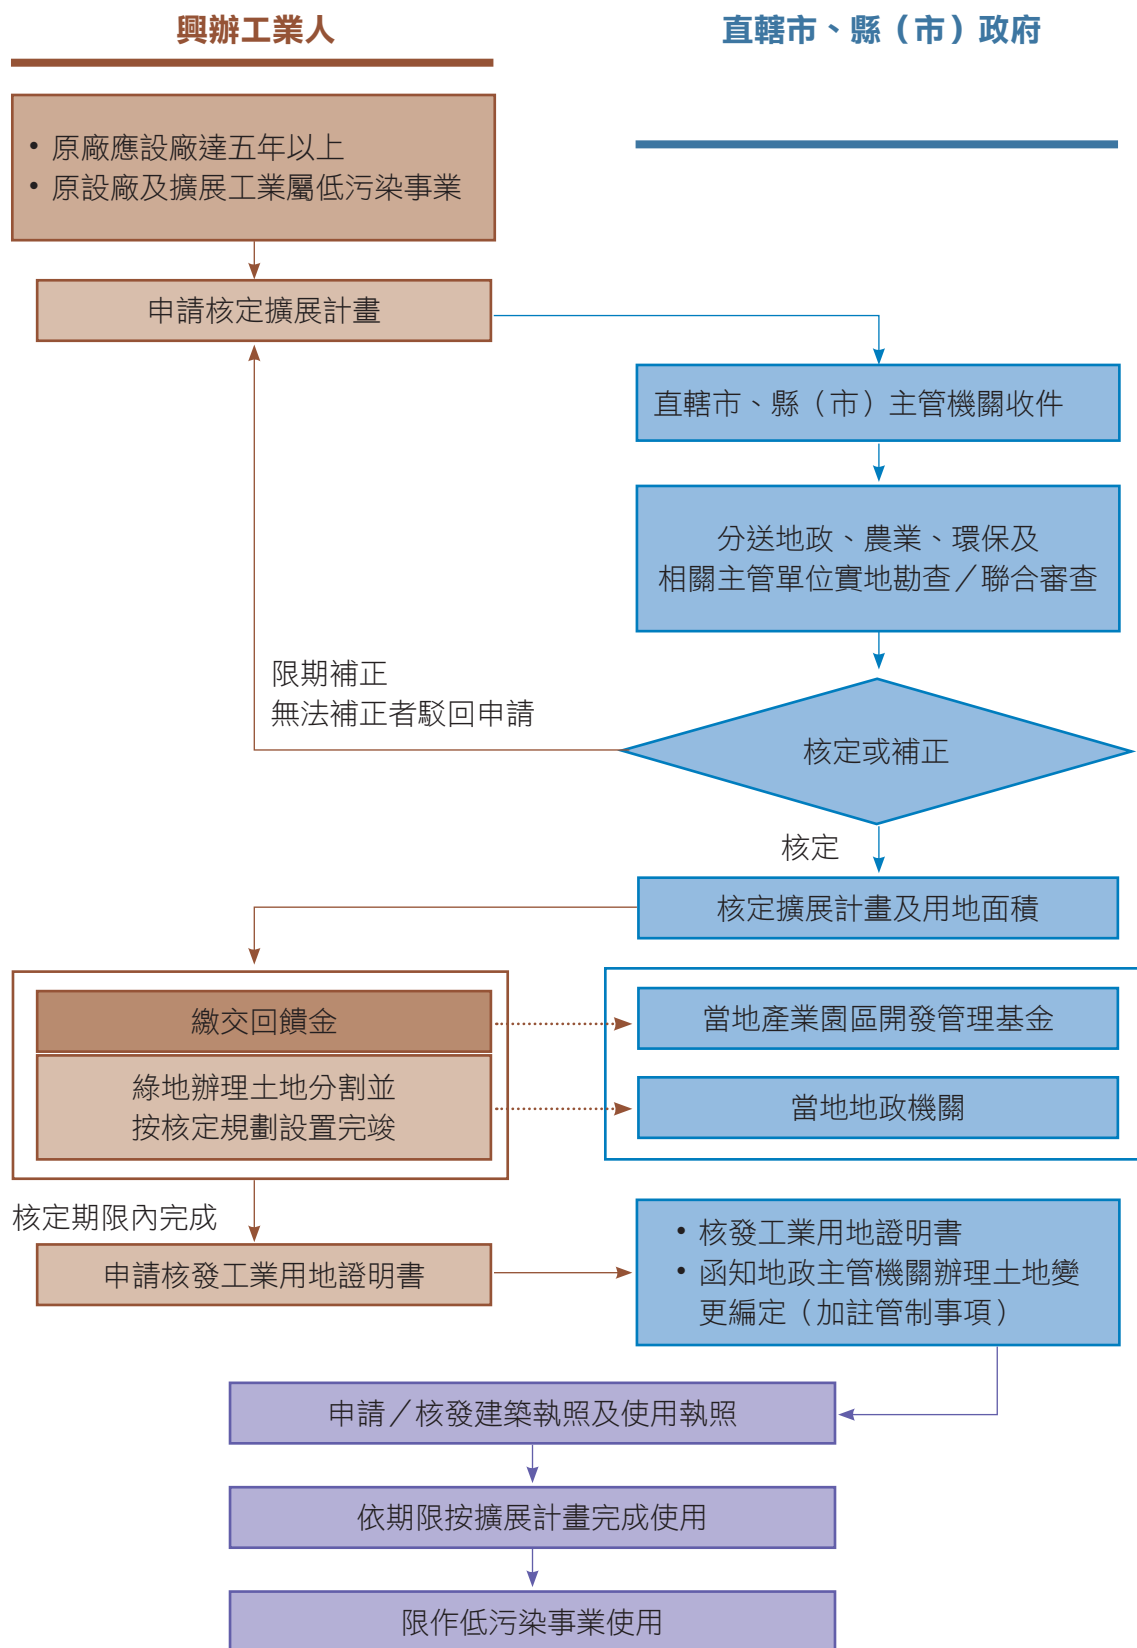 興辦工業人
直轄市、縣（市）政府
• 原廠應設廠達五年以上
• 原設廠及擴展工業屬低污染事業
申請核定擴展計畫
直轄市、縣（市）主管機關收件
分送地政、農業、環保及
相關主管單位實地勘查／聯合審查
限期補正
無法補正者駁回申請
核定或補正
核定
核定擴展計畫及用地面積
繳交回饋金
當地產業園區開發管理基金
綠地辦理土地分割並
按核定規劃設置完竣
當地地政機關
核定期限內完成
申請核發工業用地證明書
• 核發工業用地證明書
• 函知地政主管機關辦理土地變
更編定（加註管制事項）
申請／核發建築執照及使用執照
依期限按擴展計畫完成使用
限作低污染事業使用